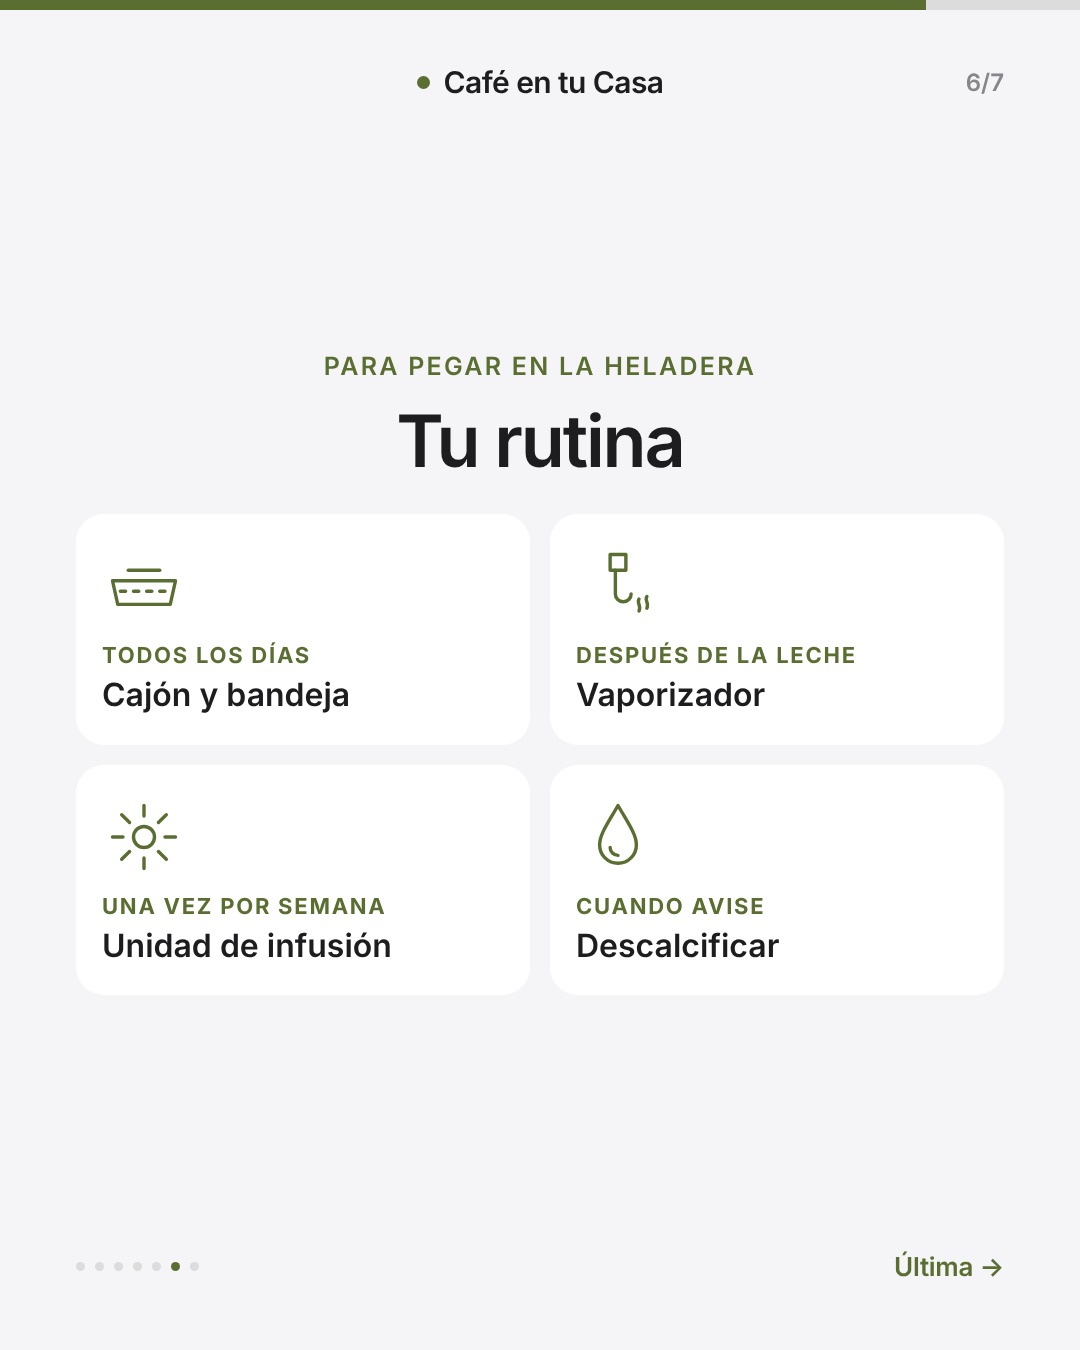 Café en tu Casa
6/7
PARA PEGAR EN LA HELADERA
Tu rutina
TODOS LOS DÍAS
Cajón y bandeja
DESPUÉS DE LA LECHE
Vaporizador
UNA VEZ POR SEMANA
Unidad de infusión
CUANDO AVISE
Descalcificar
Última →